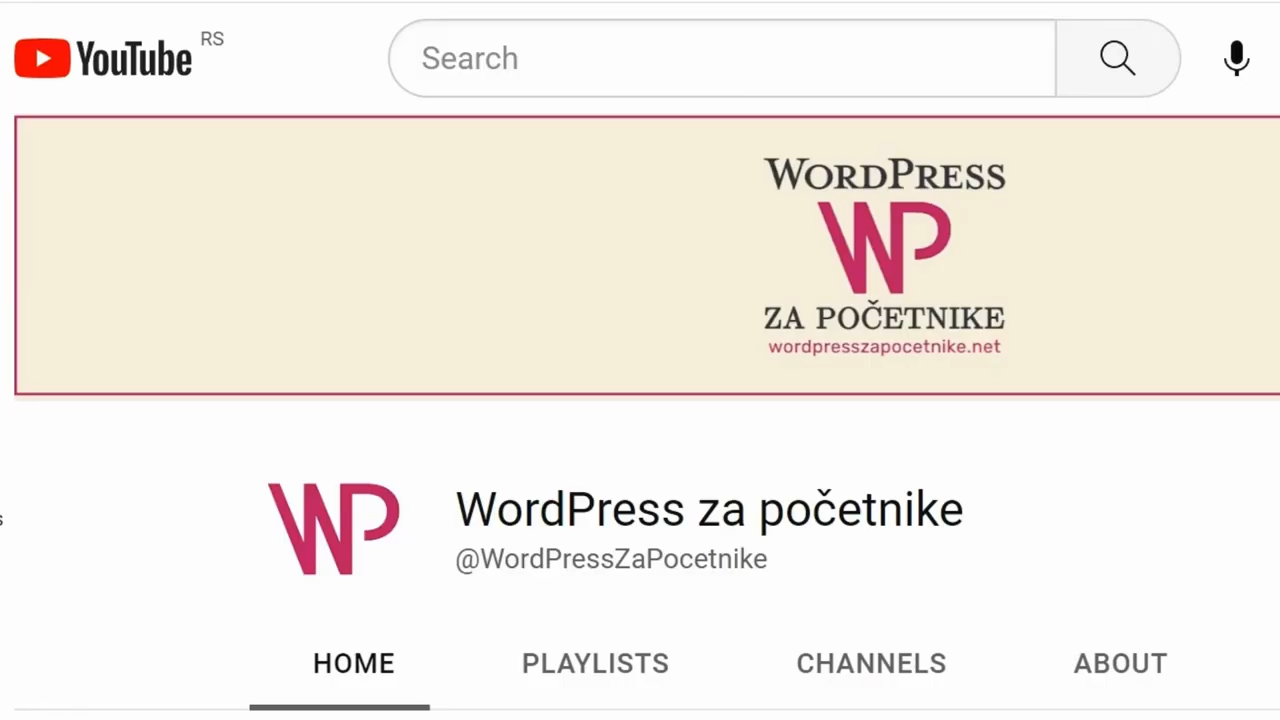 YouTube RS
Search
WORDPRESS
WP
ZA POČETNIKE
wordpresszapocetnike.net
WP
WordPress za početnike
@WordPressZaPocetnike
HOME PLAYLISTS CHANNELS ABOUT